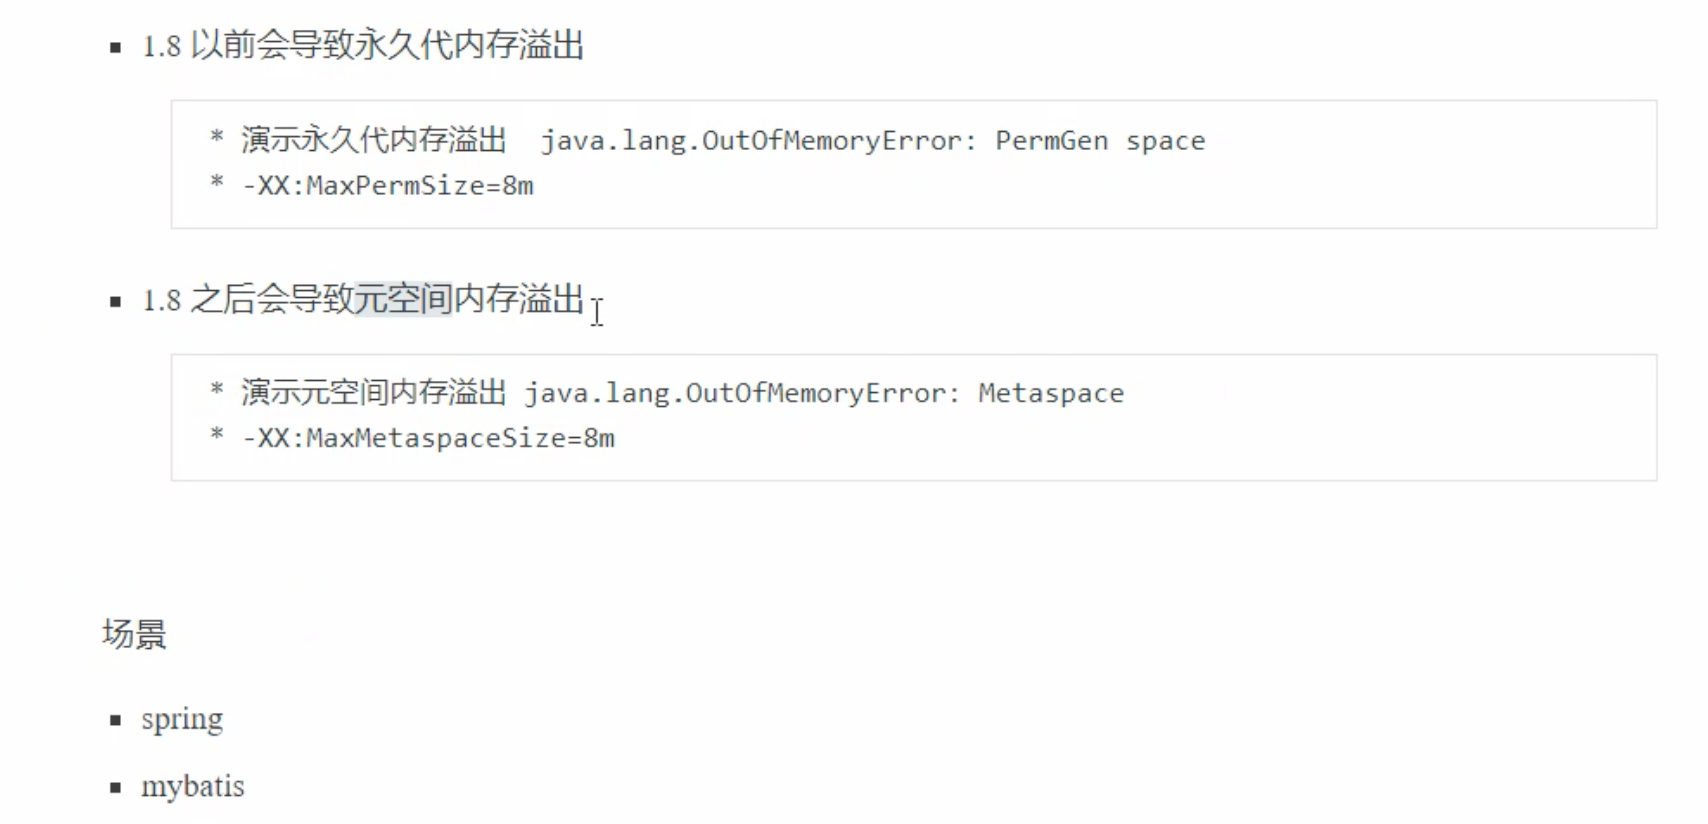 1.8 以前会导致永久代内存溢出
* 演示永久代内存溢出  java.lang.OutOfMemoryError: PermGen space
* -XX:MaxPermSize=8m
1.8 之后会导致元空间内存溢出
* 演示元空间内存溢出 java.lang.OutOfMemoryError: Metaspace
* -XX:MaxMetaspaceSize=8m
场景
spring
mybatis